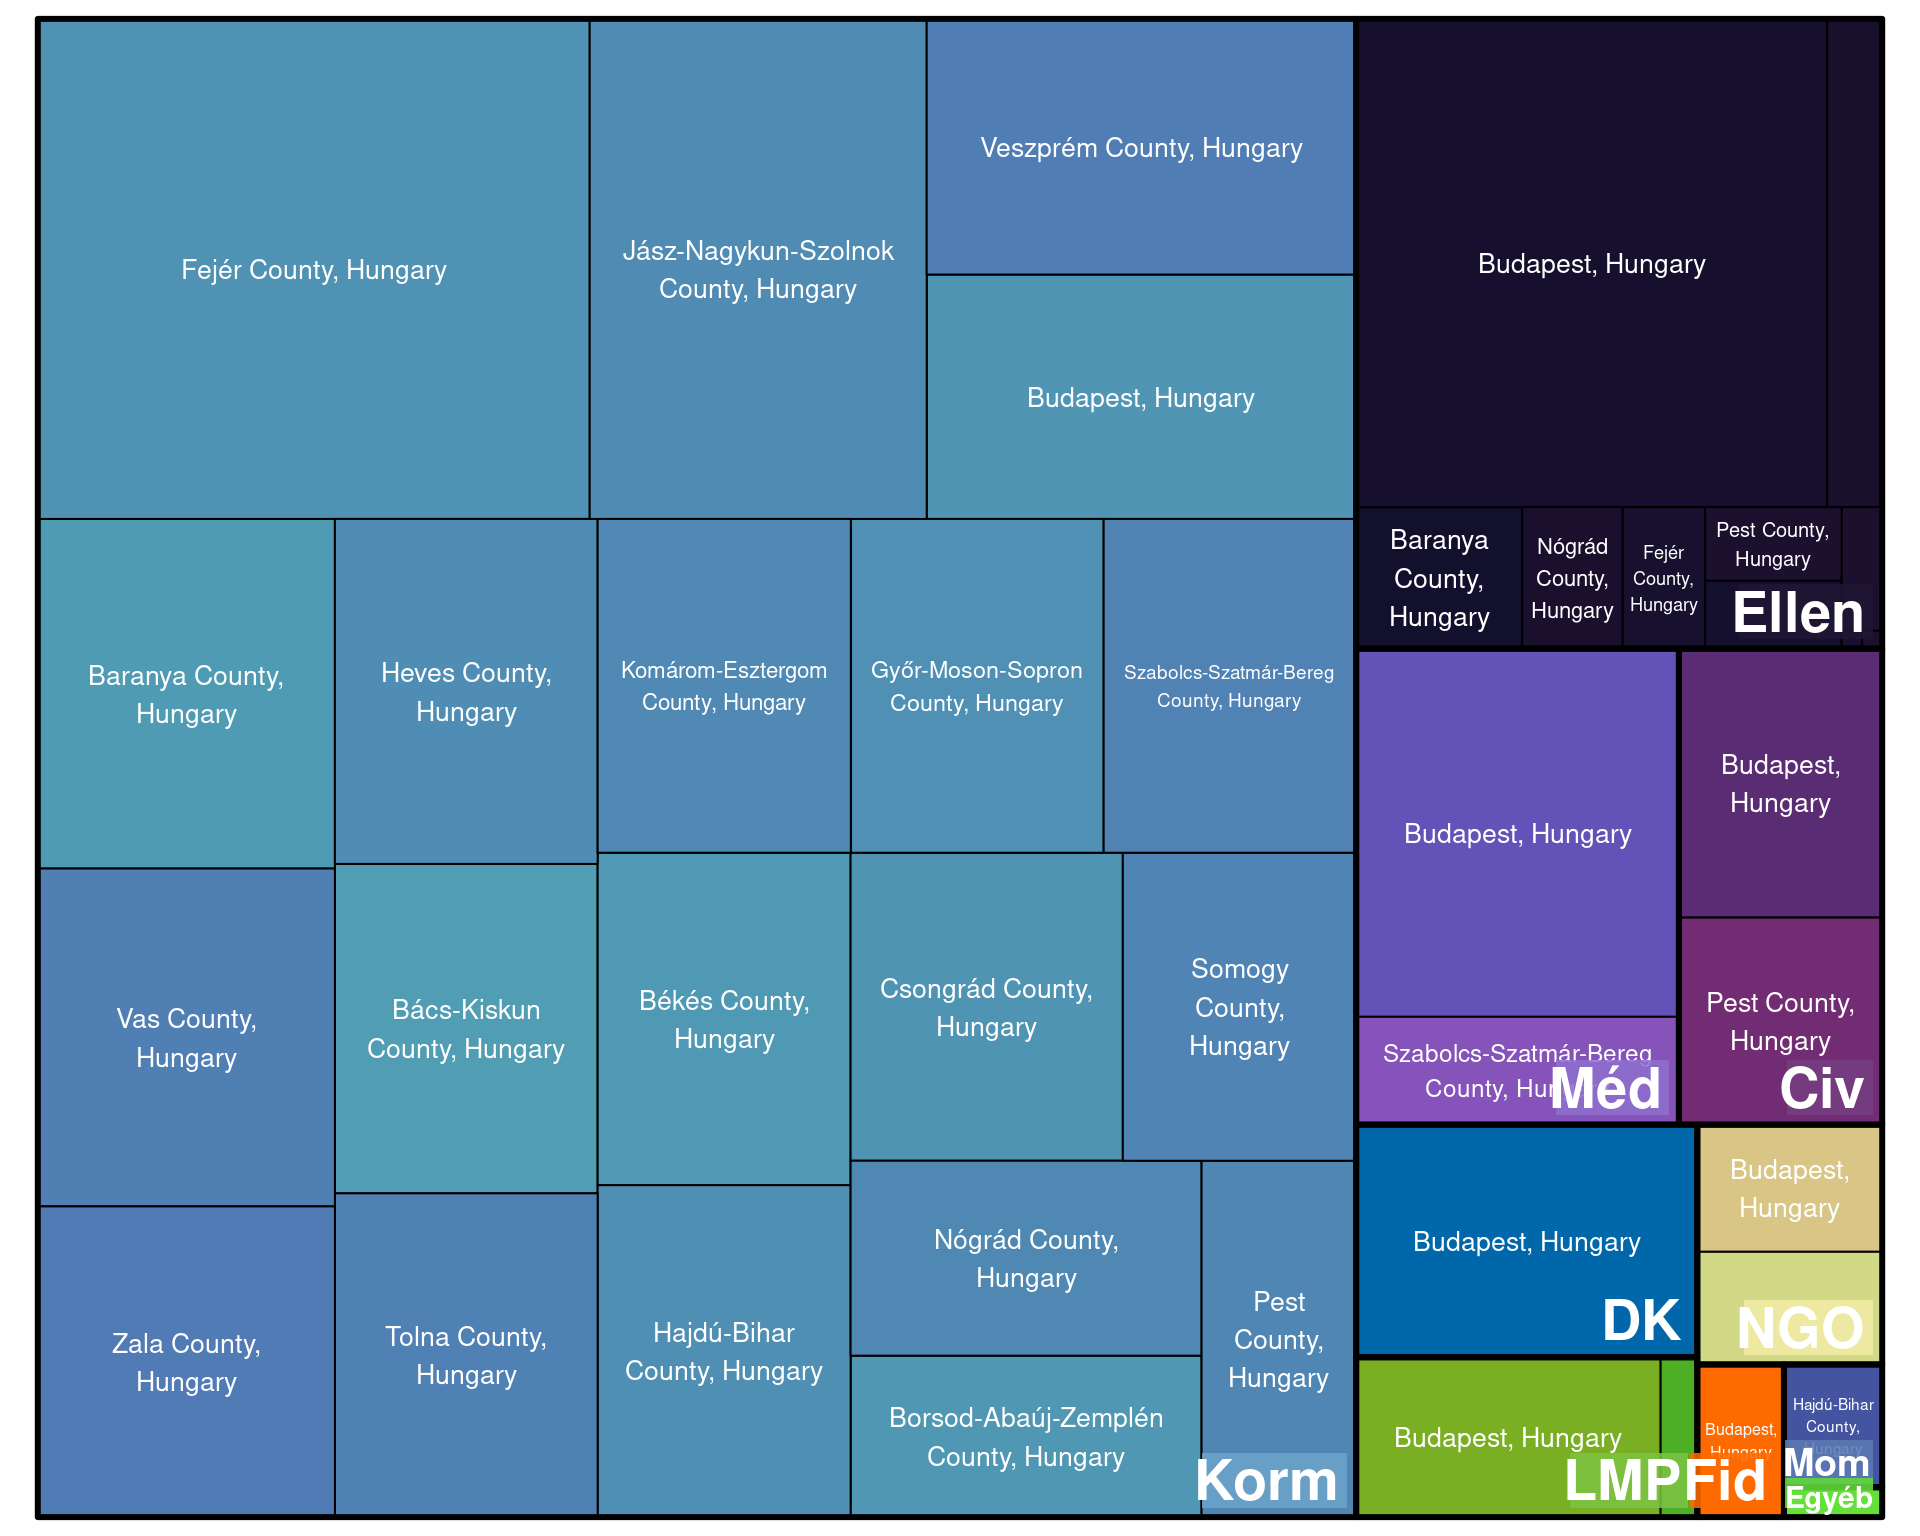 Fejér County, Hungary
Jász-Nagykun-Szolnok
County, Hungary
Veszprém County, Hungary
Budapest, Hungary
Baranya County,
Hungary
Heves County,
Hungary
Komárom-Esztergom
County, Hungary
Győr-Moson-Sopron
County, Hungary
Szabolcs-Szatmár-Bereg
County, Hungary
Vas County,
Hungary
Bács-Kiskun
County, Hungary
Békés County,
Hungary
Csongrád County,
Hungary
Somogy
County,
Hungary
Zala County,
Hungary
Tolna County,
Hungary
Hajdú-Bihar
County, Hungary
Nógrád County,
Hungary
Borsod-Abaúj-Zemplén
County, Hungary
Pest
County,
Hungary
Korm
Budapest, Hungary
Baranya
County,
Hungary
Nógrád
County,
Hungary
Fejér
County,
Hungary
Pest County,
Hungary
Ellen
Budapest, Hungary
Szabolcs-Szatmár-Bereg
County,
Méd
Budapest,
Hungary
Pest County,
Hungary
Civ
Budapest, Hungary
DK
Budapest,
Hungary
NGO
Budapest, Hungary
LMP
Budapest,
Hungary
Fid
Hajdú-Bihar
County,
Hungary
Mom
Egyéb